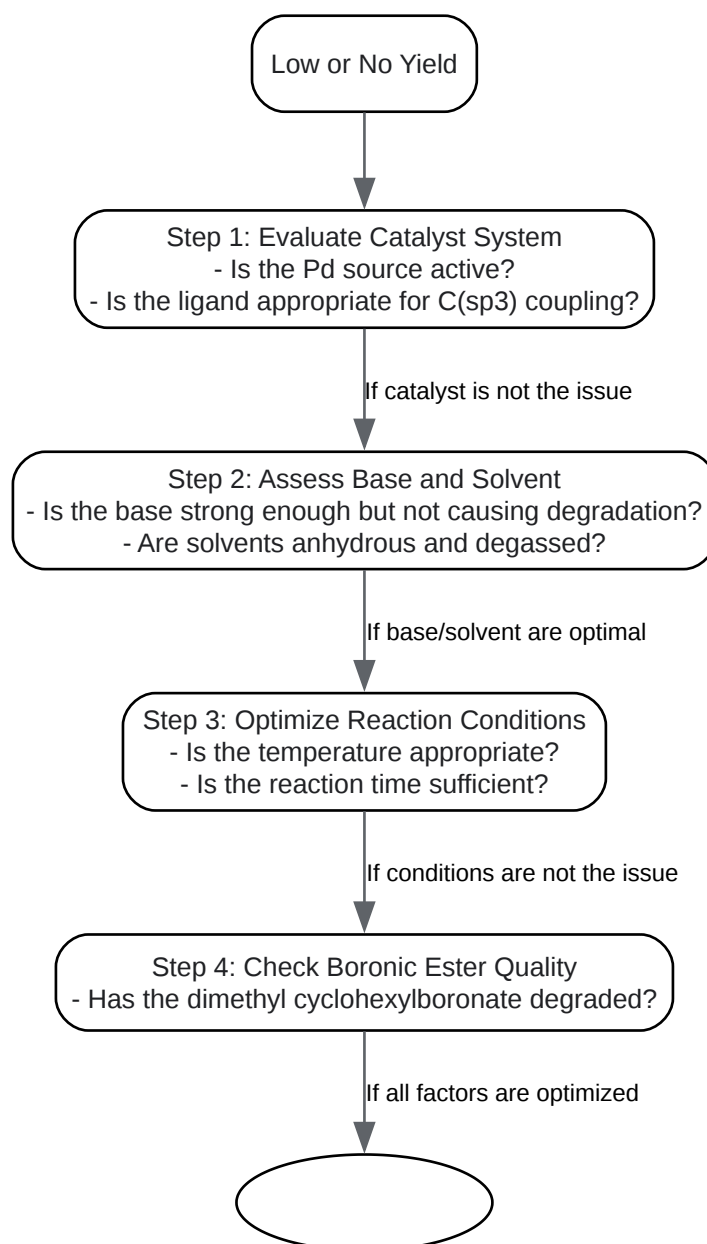 Low or No Yield
Step 1: Evaluate Catalyst System
- Is the Pd source active?
- Is the ligand appropriate for C(sp3) coupling?
If catalyst is not the issue
Step 2: Assess Base and Solvent
- Is the base strong enough but not causing degradation?
- Are solvents anhydrous and degassed?
If base/solvent are optimal
Step 3: Optimize Reaction Conditions
- Is the temperature appropriate?
- Is the reaction time sufficient?
If conditions are not the issue
Step 4: Check Boronic Ester Quality
- Has the dimethyl cyclohexylboronate degraded?
If all factors are optimized